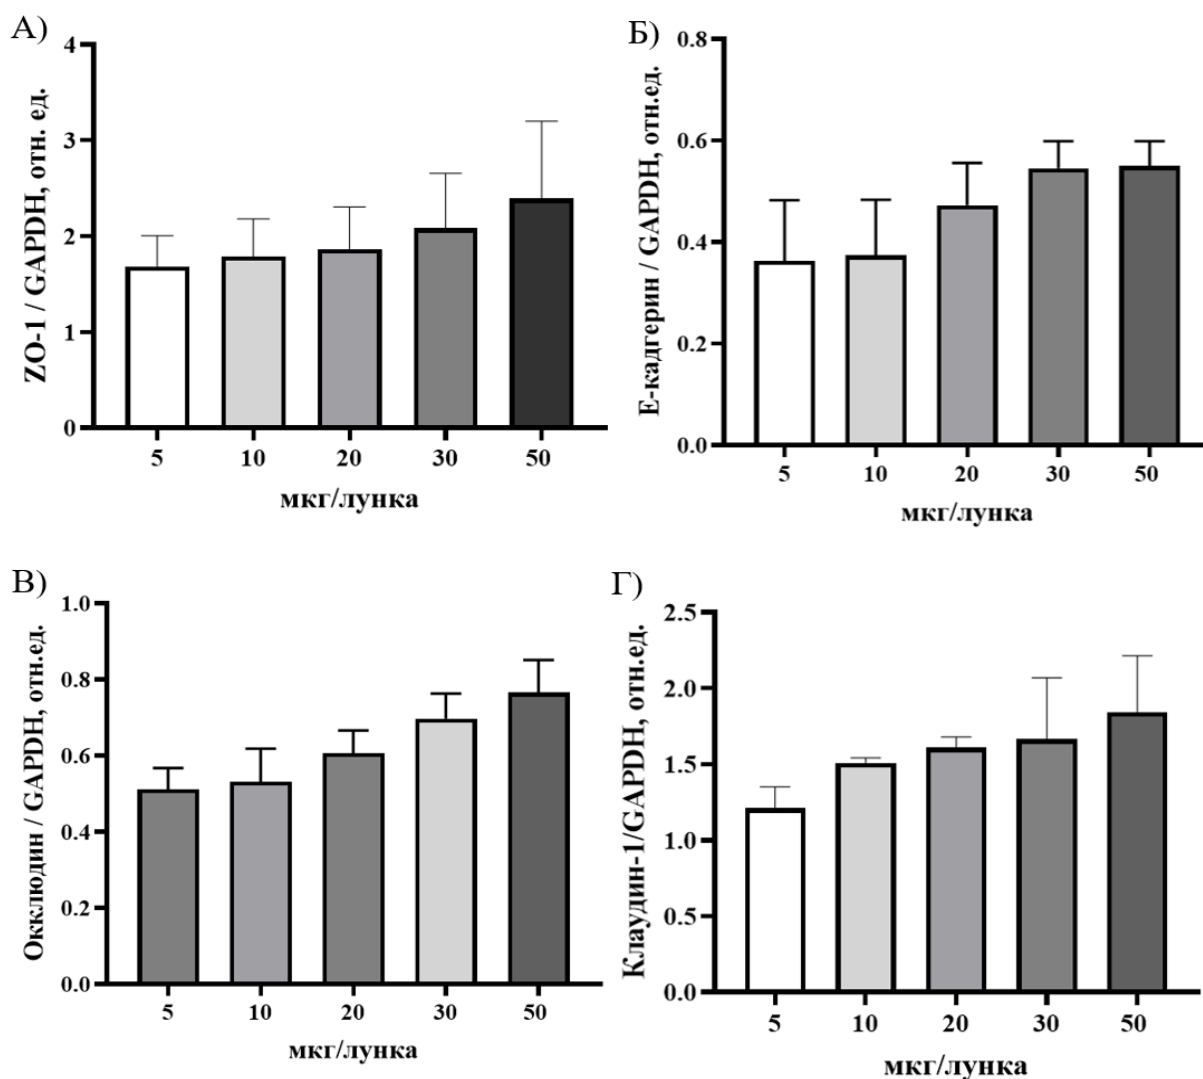 А)
ZO-1 / GAPDH, отн. ед.
4
3
2
1
0
5 10 20 30 50
мкг/лунка
Б)
Е-кадгерин / GAPDH, отн.ед.
0.8
0.6
0.4
0.2
0.0
5 10 20 30 50
мкг/лунка
В)
Окклюдин / GAPDH, отн.ед.
1.0
0.8
0.6
0.4
0.2
0.0
5 10 20 30 50
мкг/лунка
Г)
Клаудин-1/GAPDH, отн.ед.
2.5
2.0
1.5
1.0
0.5
0.0
5 10 20 30 50
мкг/лунка